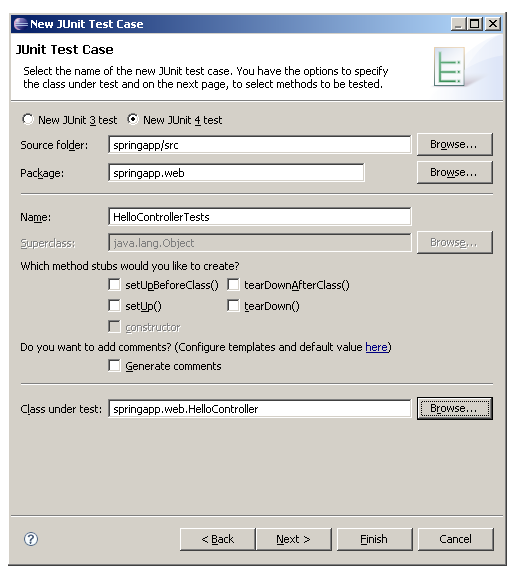 New JUnit Test Case
JUnit Test Case
Select the name of the new JUnit test case. You have the options to specify
the class under test and on the next page, to select methods to be tested.
New JUnit 3 test New JUnit 4 test
Source folder: springapp/src Browse...
Package: springapp.web Browse...
Name: HelloControllerTests
Superclass: java.lang.Object Browse...
Which method stubs would you like to create?
setUpBeforeClass() tearDownAfterClass()
setUp() tearDown()
constructor
Do you want to add comments? (Configure templates and default value here)
Generate comments
Class under test: springapp.web.HelloController Browse...
? < Back Next > Finish Cancel